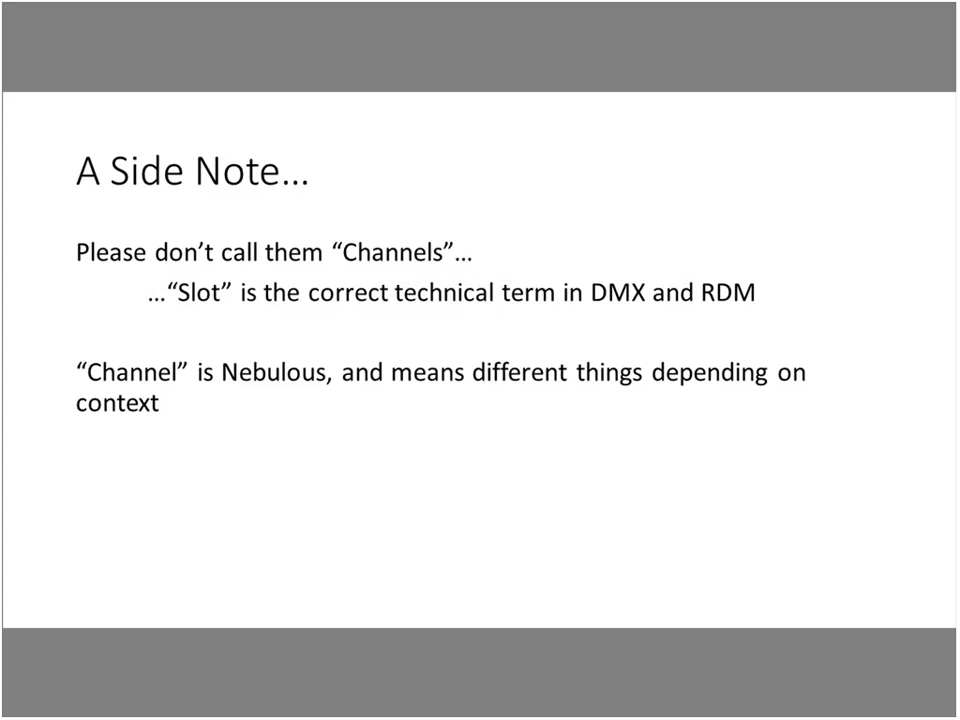 A Side Note…
Please don’t call them “Channels”…
…“Slot” is the correct technical term in DMX and RDM
“Channel” is Nebulous, and means different things depending on
context